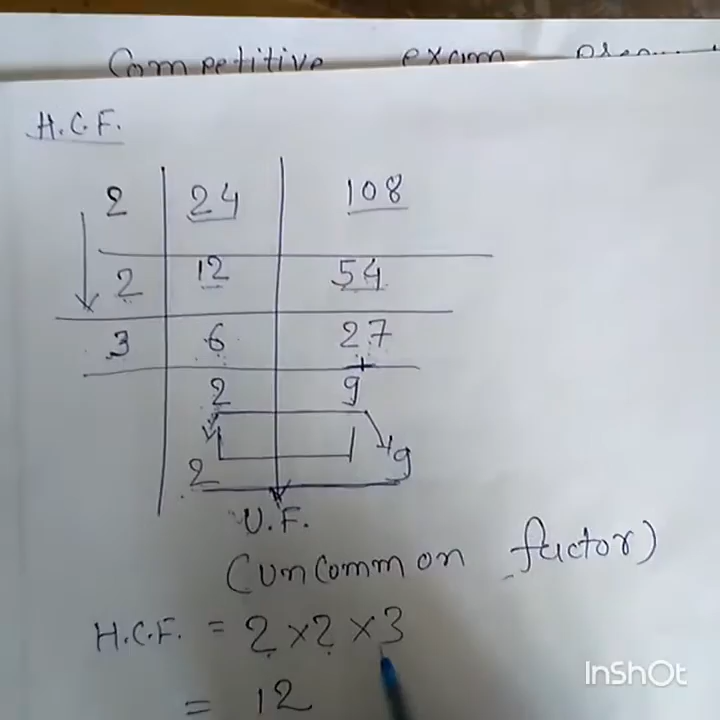 Competitive exam
H.C.F.
2 24 108
2 12 54
3 6 27
2 9
2 9
U.F.
(uncommon factor)
H.C.F. = 2 × 2 × 3
= 12
InShOt